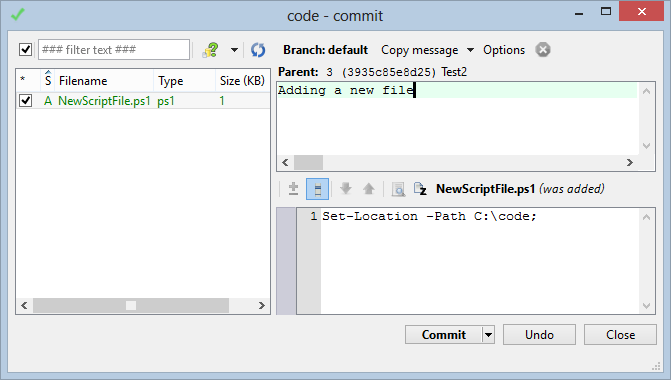 code - commit
### filter text ###
Branch: default Copy message Options
Parent: 3 (3935c85e8d25) Test2
* S Filename Type Size (KB)
A NewScriptFile.ps1 ps1 1
Adding a new file
NewScriptFile.ps1 (was added)
1 Set-Location -Path C:\code;
Commit Undo Close